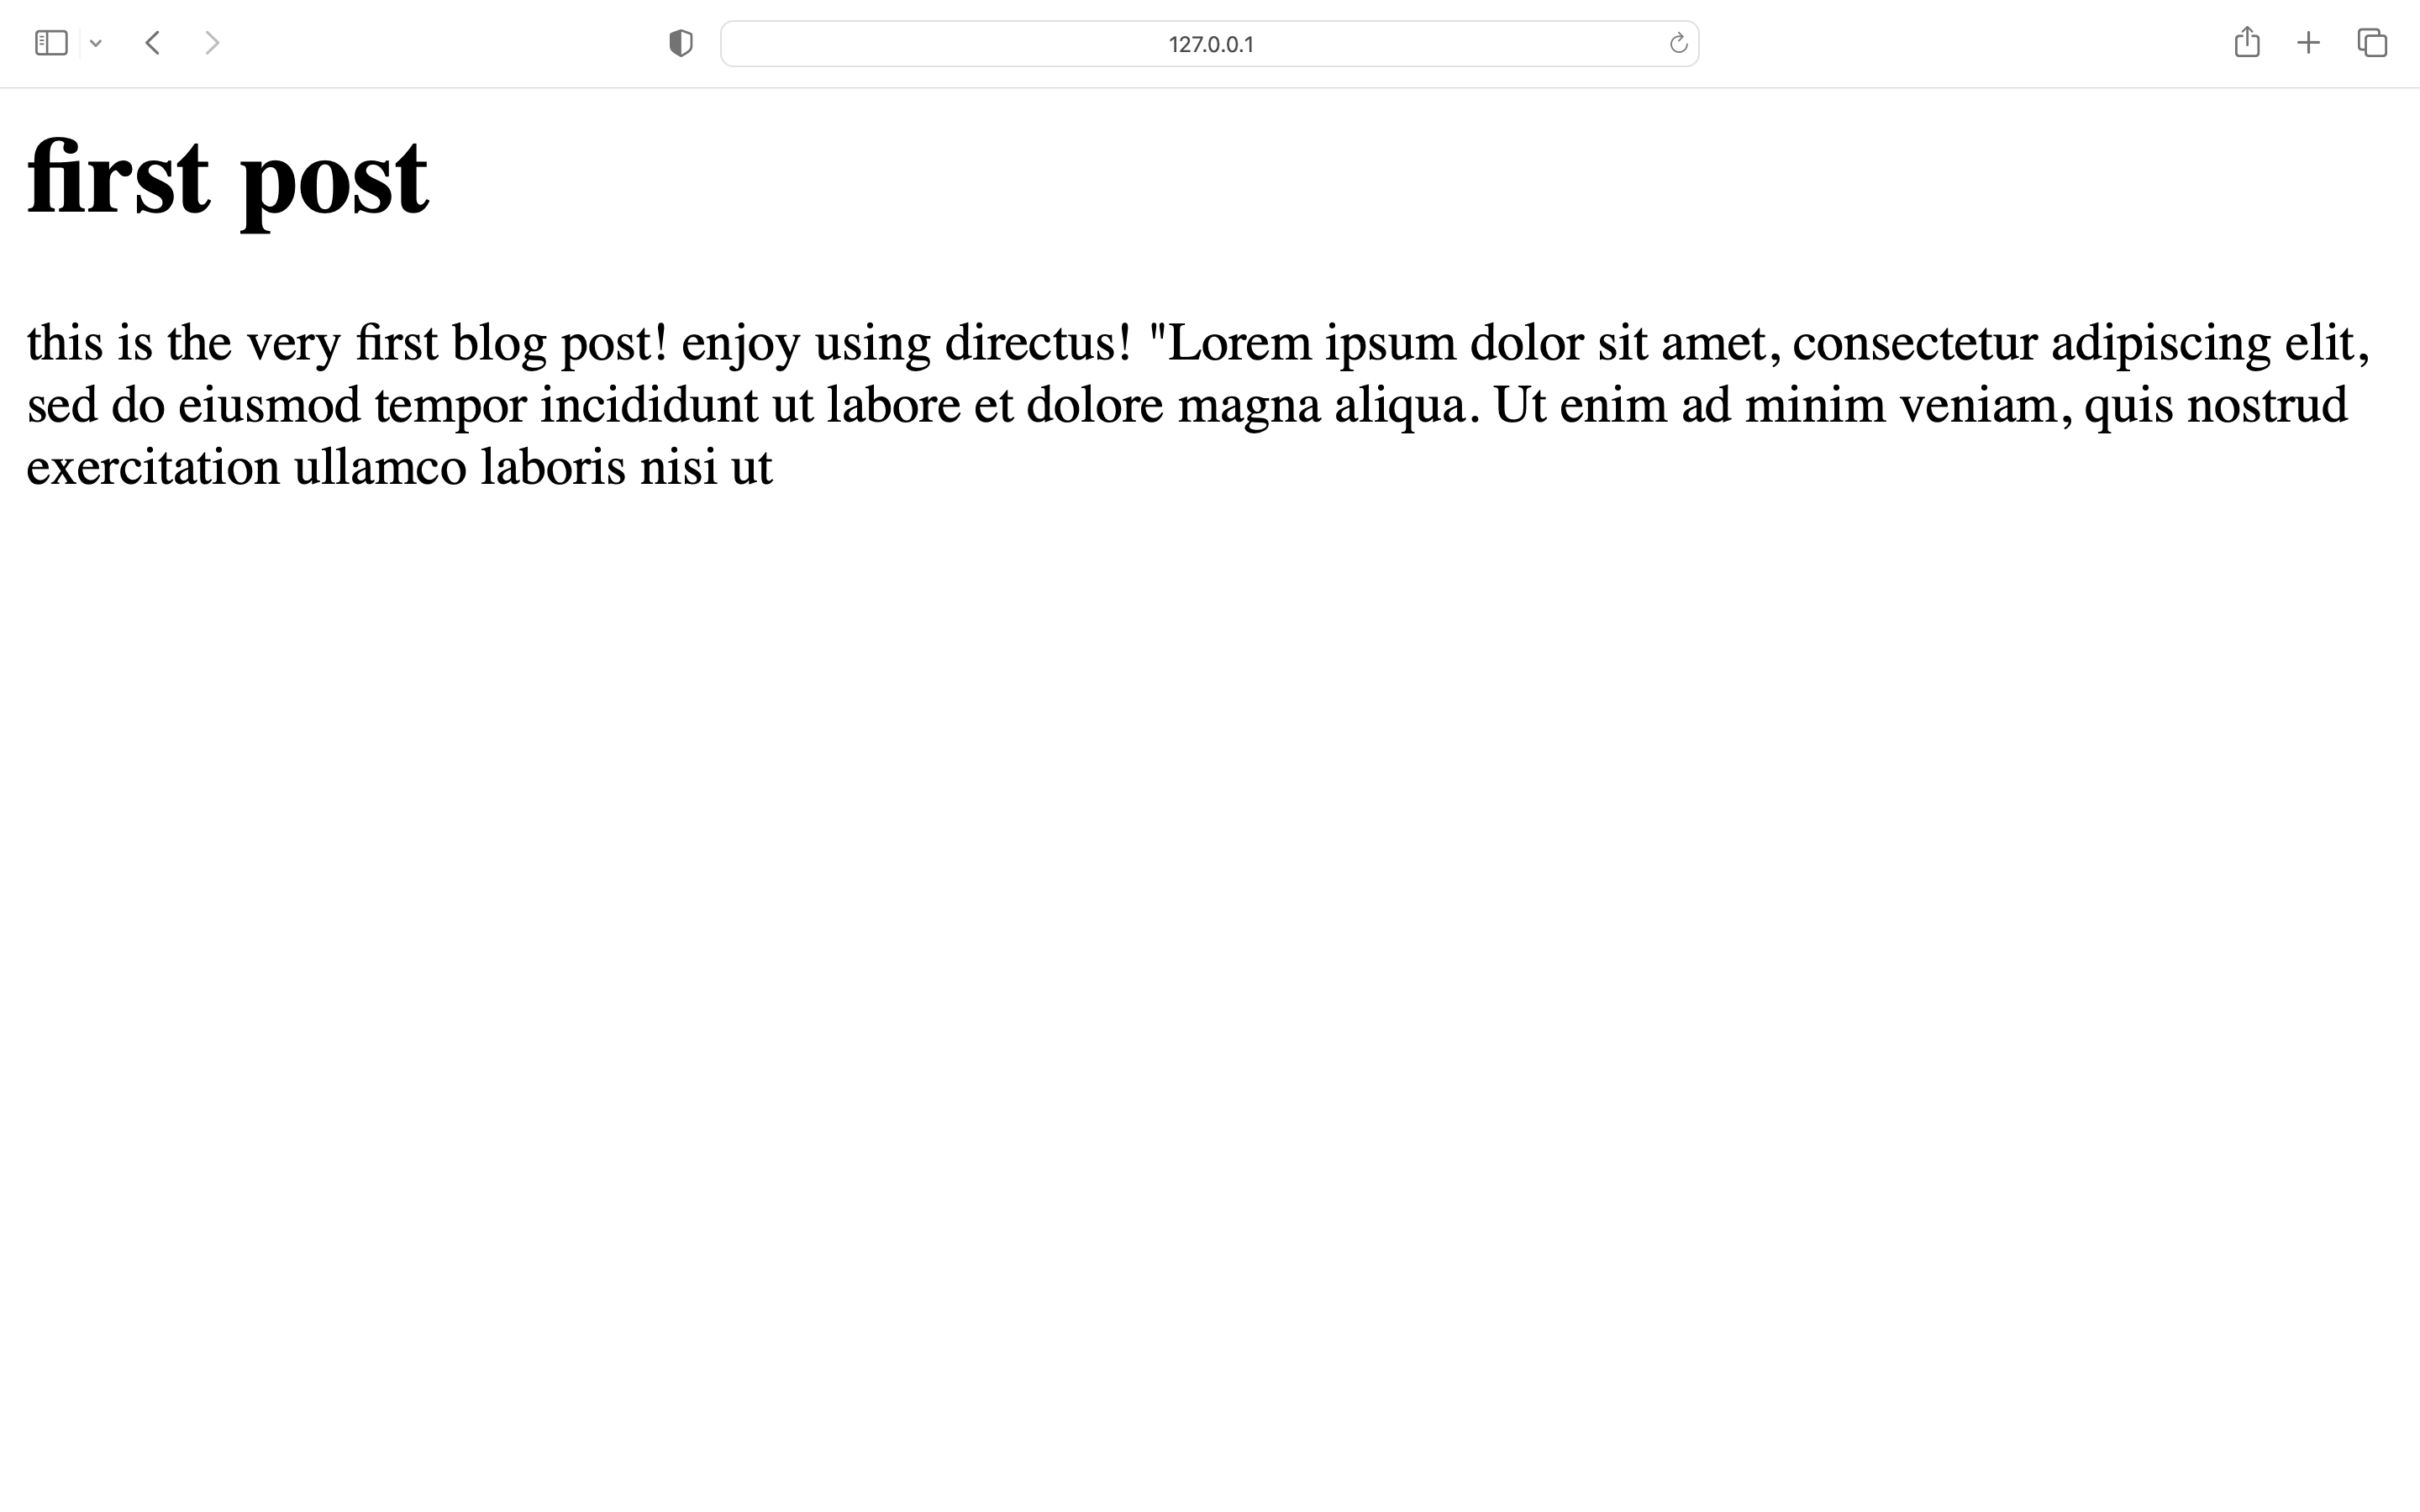 127.0.0.1
first post
this is the very first blog post! enjoy using directus! "Lorem ipsum dolor sit amet, consectetur adipiscing elit,
sed do eiusmod tempor incididunt ut labore et dolore magna aliqua. Ut enim ad minim veniam, quis nostrud
exercitation ullamco laboris nisi ut